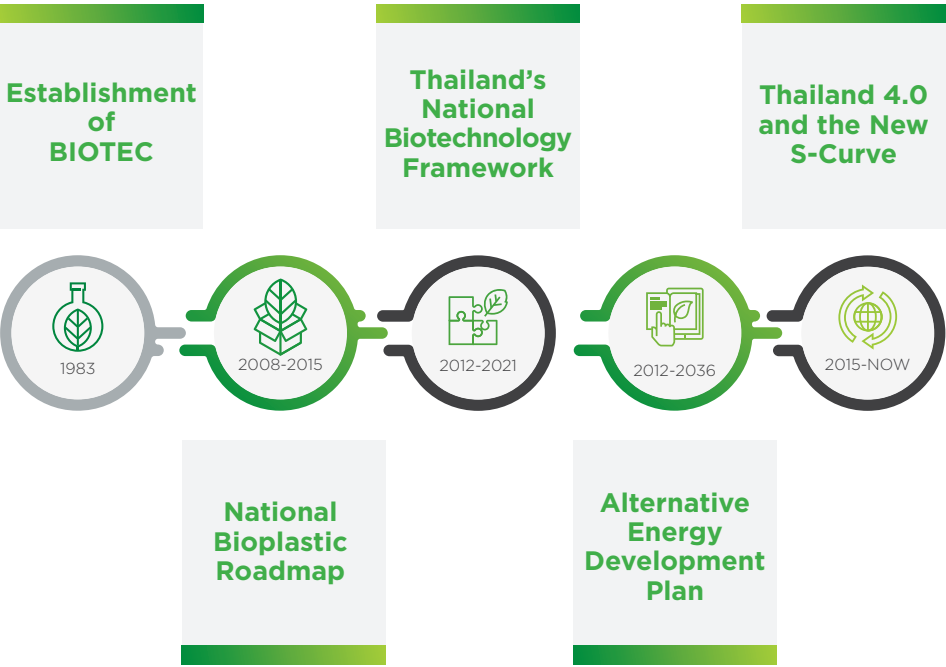 Establishment
of
BIOTEC
Thailand's
National
Biotechnology
Framework
Thailand 4.0
and the New
S-Curve
1983
2008-2015
2012-2021
2012-2036
2015-NOW
National
Bioplastic
Roadmap
Alternative
Energy
Development
Plan